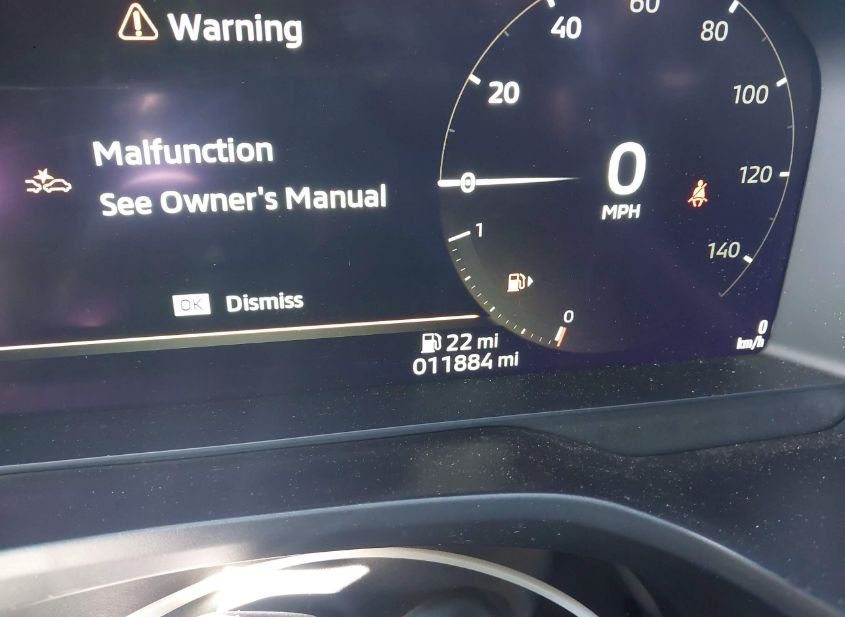 Warning
Malfunction
See Owner's Manual
OK Dismiss
22 mi
011884 mi
0
20
40
60
80
100
120
140
0
MPH
1
0
0
km/h